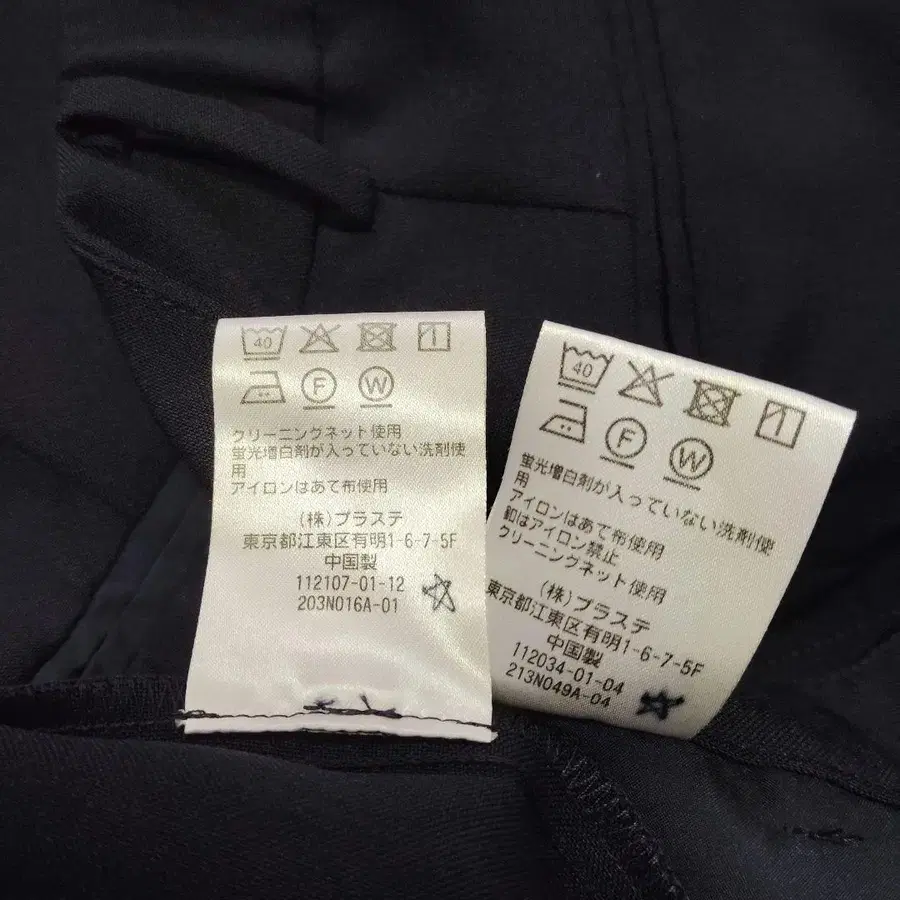 40
F W
クリーニングネット使用
蛍光増白剤が入っていない洗剤使
用
アイロンはあて布使用
(株)プラステ
東京都江東区有明1-6-7-5F
中国製
112107-01-12
203N016A-01
40
F W
蛍光増白剤が入っていない洗剤使
用
アイロンはあて布使用
釦はアイロン禁止
クリーニングネット使用
(株)プラステ
東京都江東区有明1-6-7-5F
中国製
112034-01-04
213N049A-04